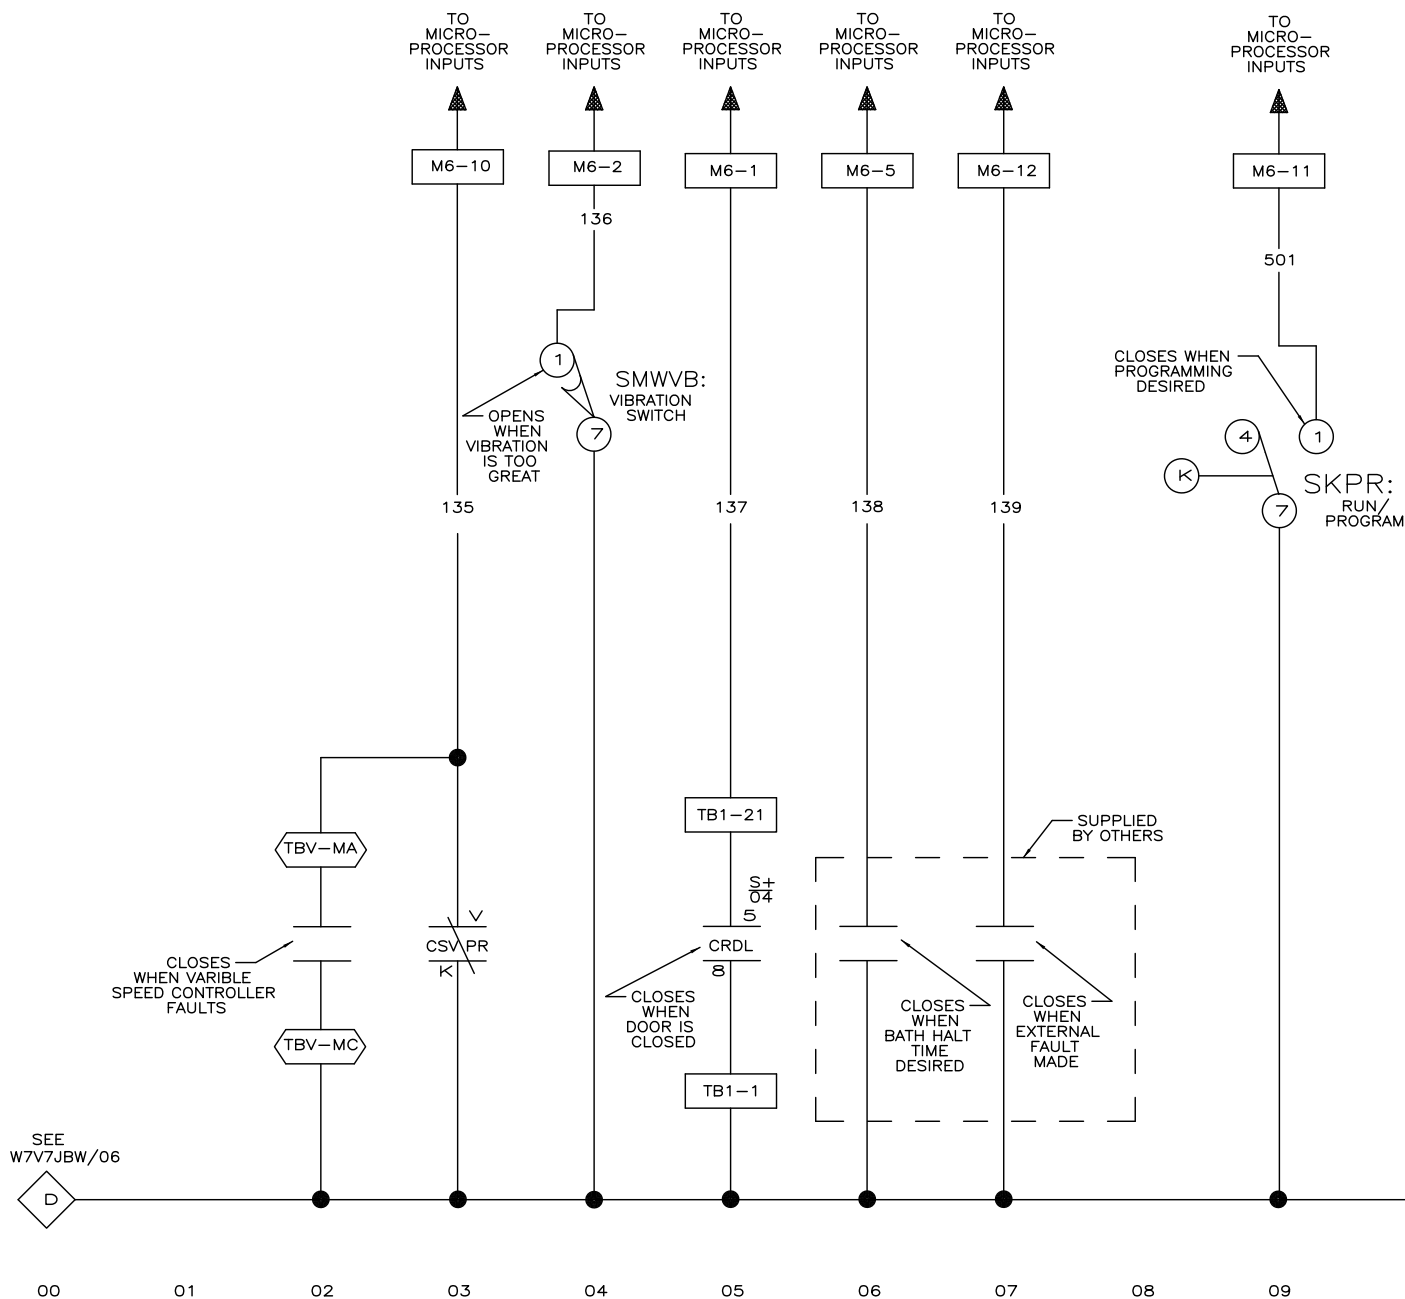 TO
MICRO-
PROCESSOR
INPUTS
TO
MICRO-
PROCESSOR
INPUTS
TO
MICRO-
PROCESSOR
INPUTS
TO
MICRO-
PROCESSOR
INPUTS
TO
MICRO-
PROCESSOR
INPUTS
TO
MICRO-
PROCESSOR
INPUTS
M6-10
M6-2
M6-1
M6-5
M6-12
M6-11
136
501
1
SMWVB:
VIBRATION
SWITCH
7
OPENS
WHEN
VIBRATION
IS TOO
GREAT
CLOSES WHEN
PROGRAMMING
DESIRED
4
1
K
7
SKPR:
RUN/
PROGRAM
135
137
138
139
TBV-MA
CLOSES
WHEN VARIBLE
SPEED CONTROLLER
FAULTS
TBV-MC
V
CSV PR
K
TB1-21
S+
04
5
CRDL
8
CLOSES
WHEN
DOOR IS
CLOSED
TB1-1
SUPPLIED
BY OTHERS
CLOSES
WHEN
BATH HALT
TIME
DESIRED
CLOSES
WHEN
EXTERNAL
FAULT
MADE
SEE
W7V7JBW/06
D
00
01
02
03
04
05
06
07
08
09